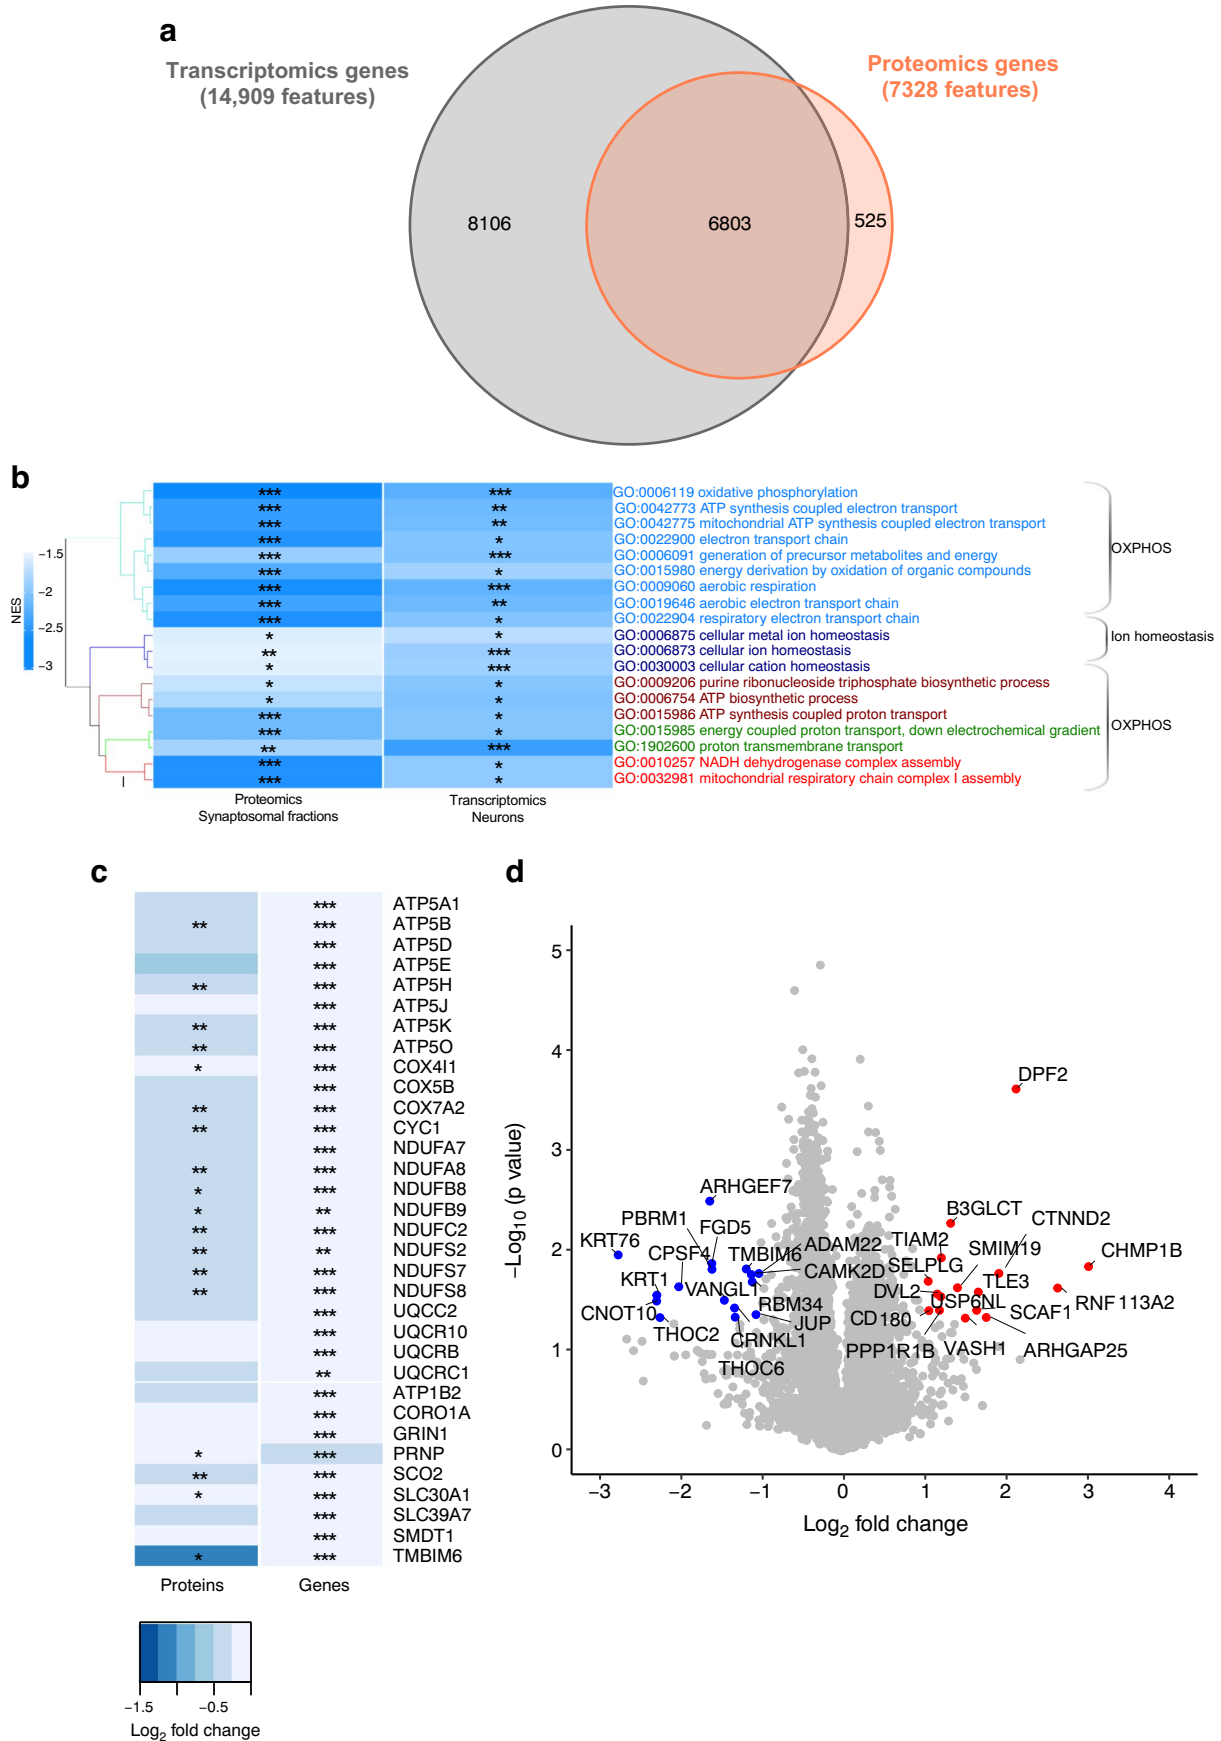 a
Transcriptomics genes
(14,909 features)
Proteomics genes
(7328 features)
8106
6803
525
b
NES
−1.5
−2
−2.5
−3
***
***
GO:0006119 oxidative phosphorylation
***
**
GO:0042773 ATP synthesis coupled electron transport
***
**
GO:0042775 mitochondrial ATP synthesis coupled electron transport
***
*
GO:0022900 electron transport chain
***
***
GO:0006091 generation of precursor metabolites and energy
***
*
GO:0015980 energy derivation by oxidation of organic compounds
***
***
GO:0009060 aerobic respiration
***
**
GO:0019646 aerobic electron transport chain
***
*
GO:0022904 respiratory electron transport chain
*
*
GO:0006875 cellular metal ion homeostasis
**
***
GO:0006873 cellular ion homeostasis
*
***
GO:0030003 cellular cation homeostasis
*
*
GO:0009206 purine ribonucleoside triphosphate biosynthetic process
*
*
GO:0006754 ATP biosynthetic process
***
*
GO:0015986 ATP synthesis coupled proton transport
***
*
GO:0015985 energy coupled proton transport, down electrochemical gradient
**
***
GO:1902600 proton transmembrane transport
***
*
GO:0010257 NADH dehydrogenase complex assembly
***
*
GO:0032981 mitochondrial respiratory chain complex I assembly
OXPHOS
Ion homeostasis
OXPHOS
Proteomics
Synaptosomal fractions
Transcriptomics
Neurons
c
*** ATP5A1
** *** ATP5B
*** ATP5D
*** ATP5E
** *** ATP5H
*** ATP5J
** *** ATP5K
** *** ATP5O
* *** COX4I1
*** COX5B
** *** COX7A2
** *** CYC1
*** NDUFA7
** *** NDUFA8
* *** NDUFB8
* ** NDUFB9
** *** NDUFC2
** ** NDUFS2
** *** NDUFS7
** *** NDUFS8
*** UQCC2
*** UQCR10
*** UQCRB
** UQCRC1
*** ATP1B2
*** CORO1A
*** GRIN1
* *** PRNP
** *** SCO2
* *** SLC30A1
*** SLC39A7
*** SMDT1
* *** TMBIM6
Proteins
Genes
−1.5
−0.5
Log2 fold change
d
−Log10 (p value)
5
4
3
2
1
0
DPF2
ARHGEF7
B3GLCT
CTNND2
PBRM1
FGD5
KRT76
CPSF4
TMBIM6
ADAM22
TIAM2
SMIM19
CHMP1B
SELPLG
CAMK2D
KRT1
VANGL1
DVL2
TLE3
RNF113A2
USP6NL
CNOT10
RBM34
CD180
SCAF1
THOC2
JUP
CRNKL1
PPP1R1B
VASH1
ARHGAP25
THOC6
−3
−2
−1
0
1
2
3
4
Log2 fold change